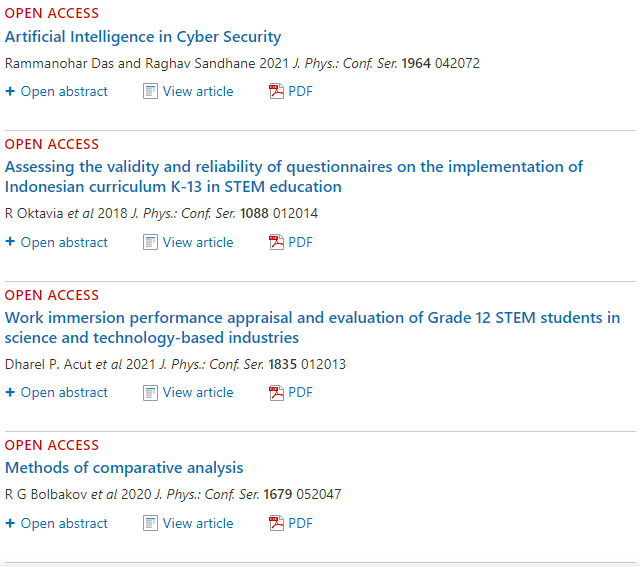 OPEN ACCESS
Artificial Intelligence in Cyber Security
Rammanohar Das and Raghav Sandhane 2021 J. Phys.: Conf. Ser. 1964 042072
+ Open abstract View article PDF
OPEN ACCESS
Assessing the validity and reliability of questionnaires on the implementation of
Indonesian curriculum K-13 in STEM education
R Oktavia et al 2018 J. Phys.: Conf. Ser. 1088 012014
+ Open abstract View article PDF
OPEN ACCESS
Work immersion performance appraisal and evaluation of Grade 12 STEM students in
science and technology-based industries
Dharel P. Acut et al 2021 J. Phys.: Conf. Ser. 1835 012013
+ Open abstract View article PDF
OPEN ACCESS
Methods of comparative analysis
R G Bolbakov et al 2020 J. Phys.: Conf. Ser. 1679 052047
+ Open abstract View article PDF